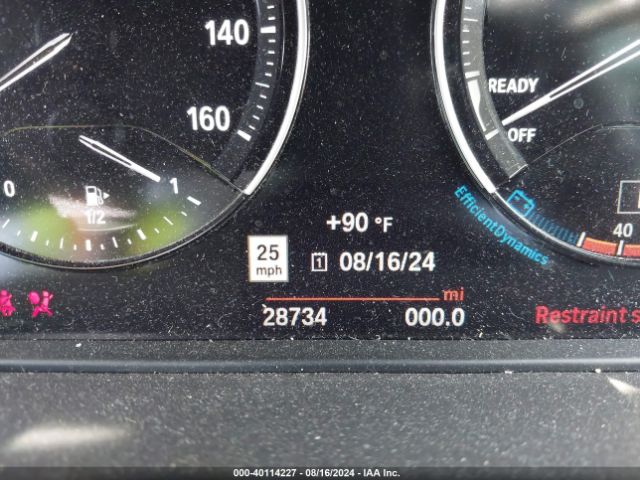 140
160
0
1/2
1
READY
OFF
EfficientDynamics
40
+90 °F
25
mph
1 08/16/24
mi
28734 000.0
Restraint s
000-40114227 - 08/16/2024 - IAA Inc.